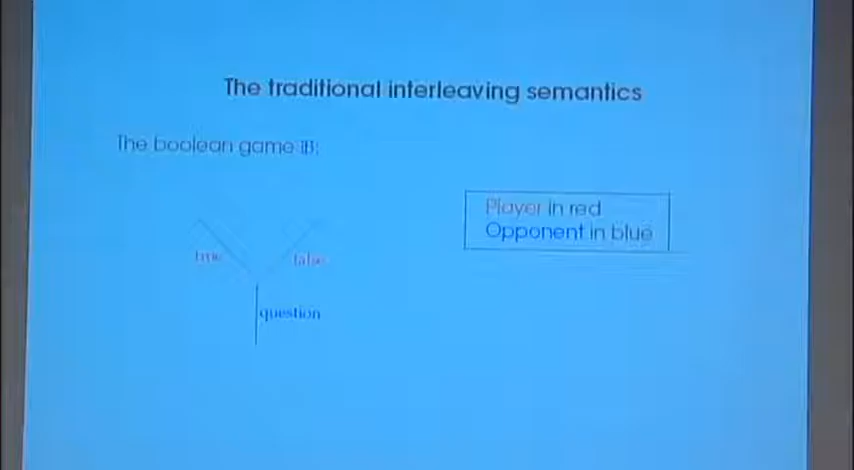 The traditional interleaving semantics
The boolean game 𝔹:
Player in red
Opponent in blue
true
false
question